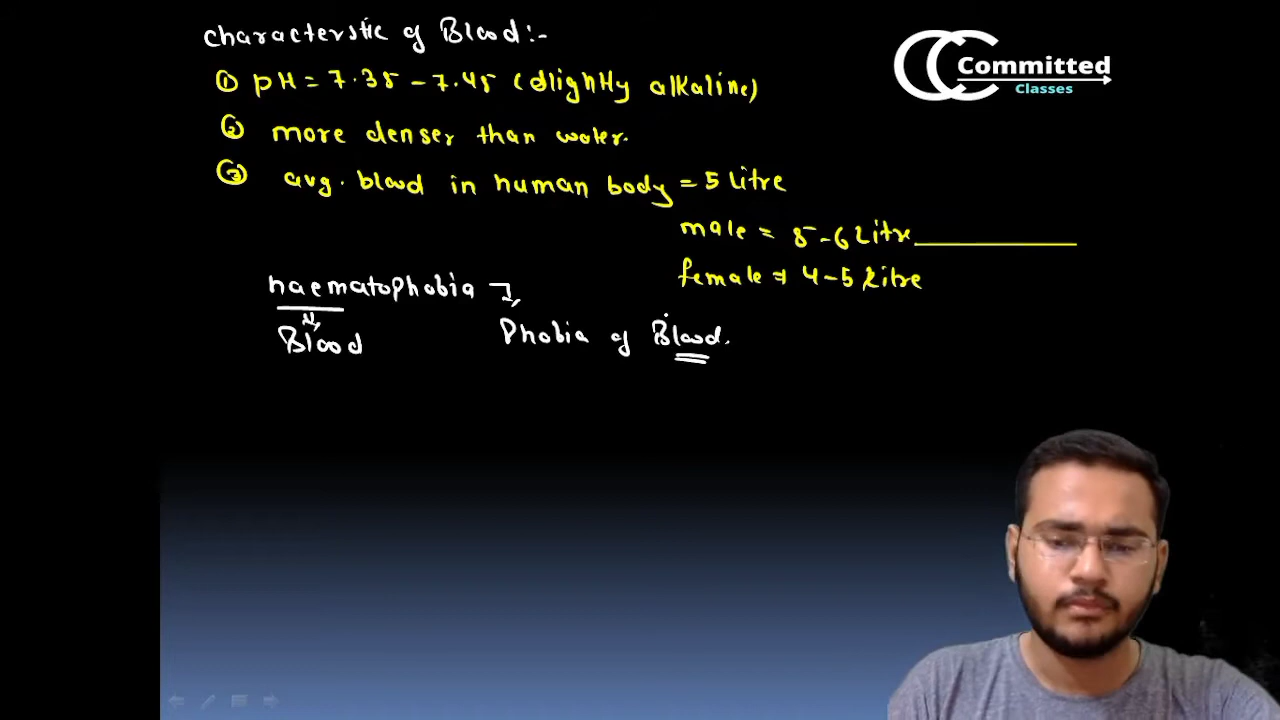 characterstic of Blood :-
① pH = 7.35 - 7.45 (slightly alkaline)
② more denser than water.
③ avg. blood in human body = 5 Litre
male = 5-6 Litre
female ⇒ 4-5 Litre
haematophobia →
Blood Phobia of Blood.
Committed
Classes